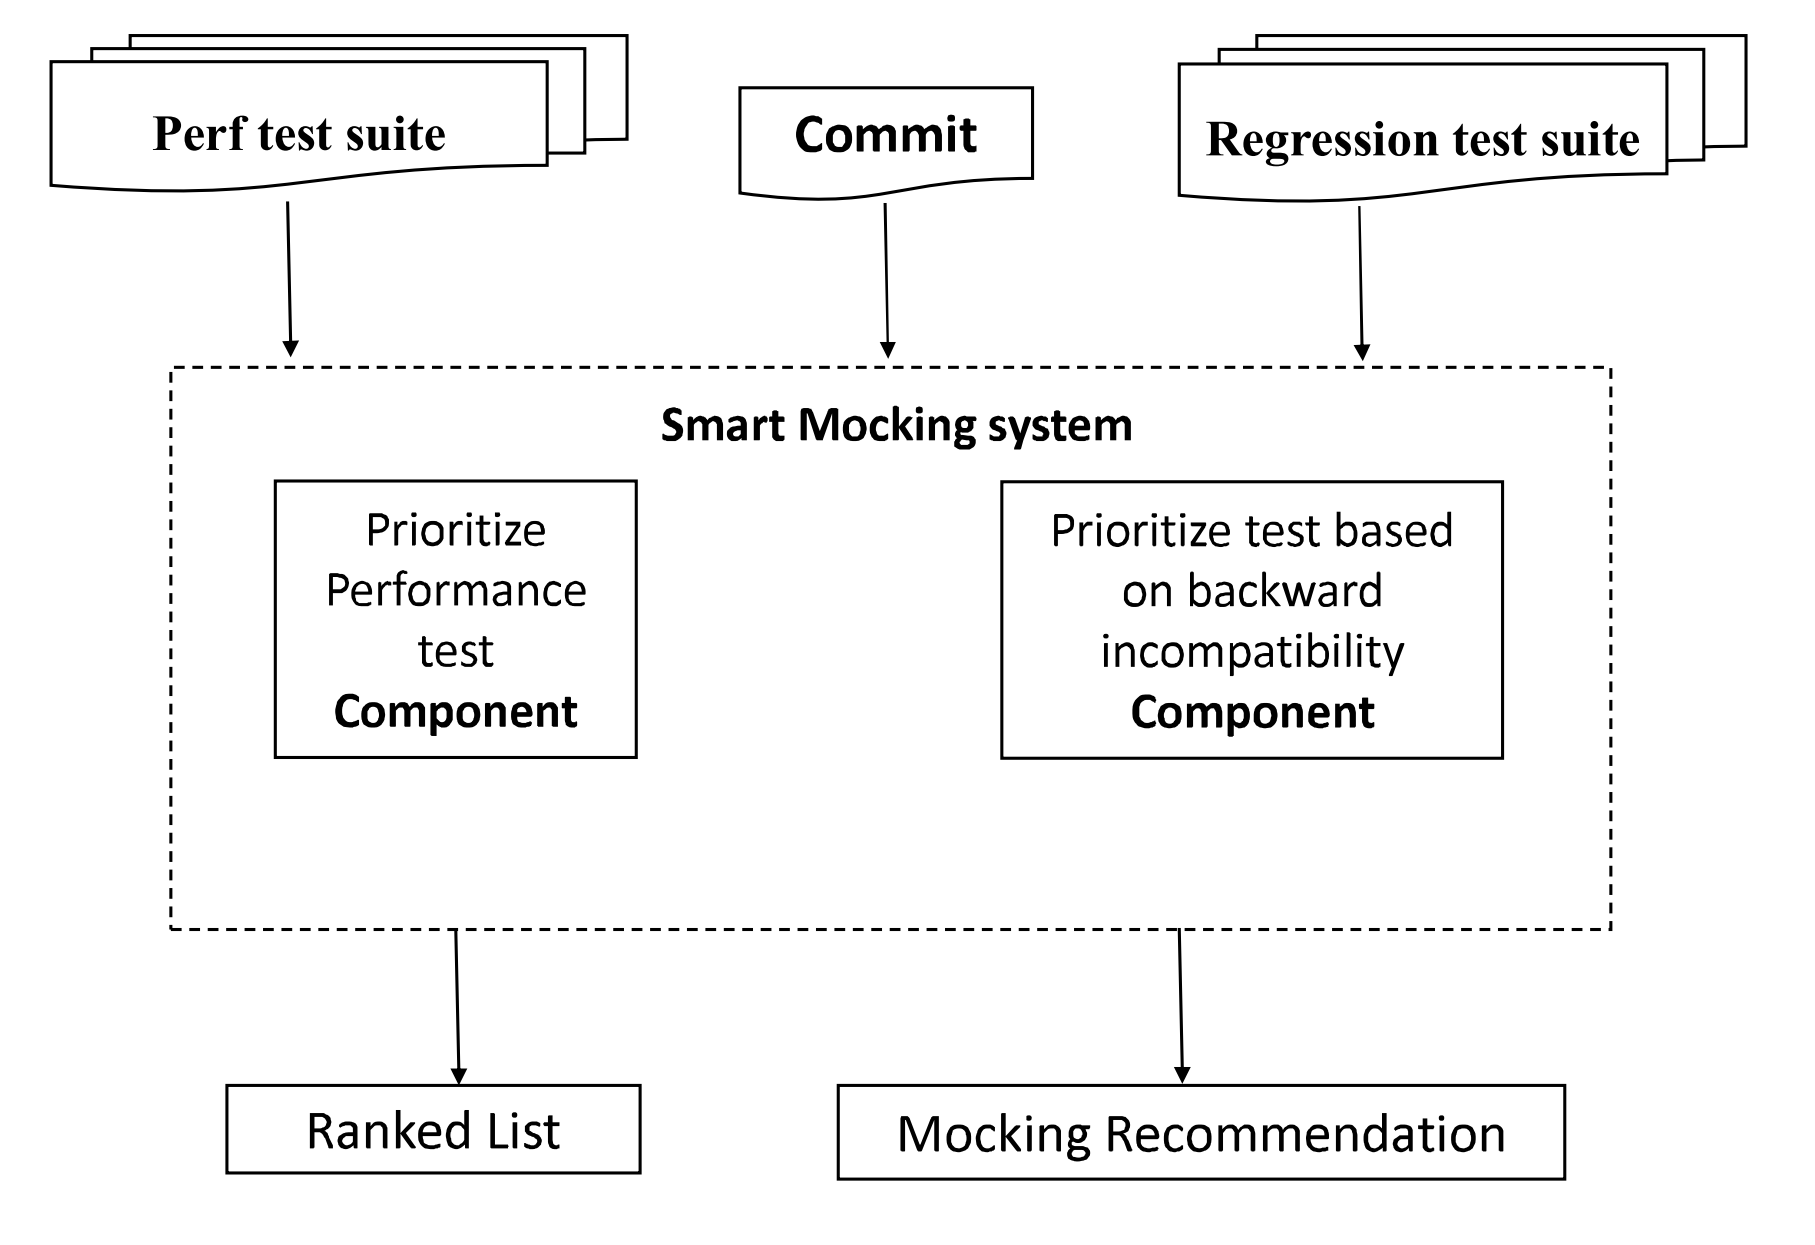 Perf test suite
Commit
Regression test suite
Smart Mocking system
Prioritize
Performance
test
Component
Prioritize test based
on backward
incompatibility
Component
Ranked List
Mocking Recommendation